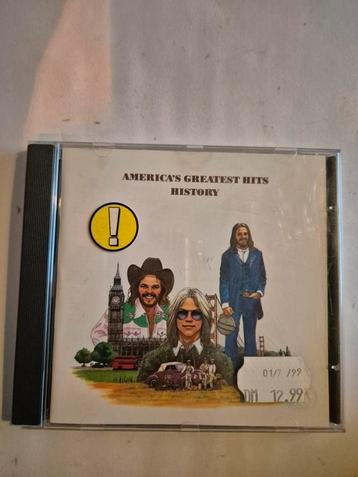 AMERICA'S GREATEST HITS
HISTORY
!
01/7 /99
DM 12.99